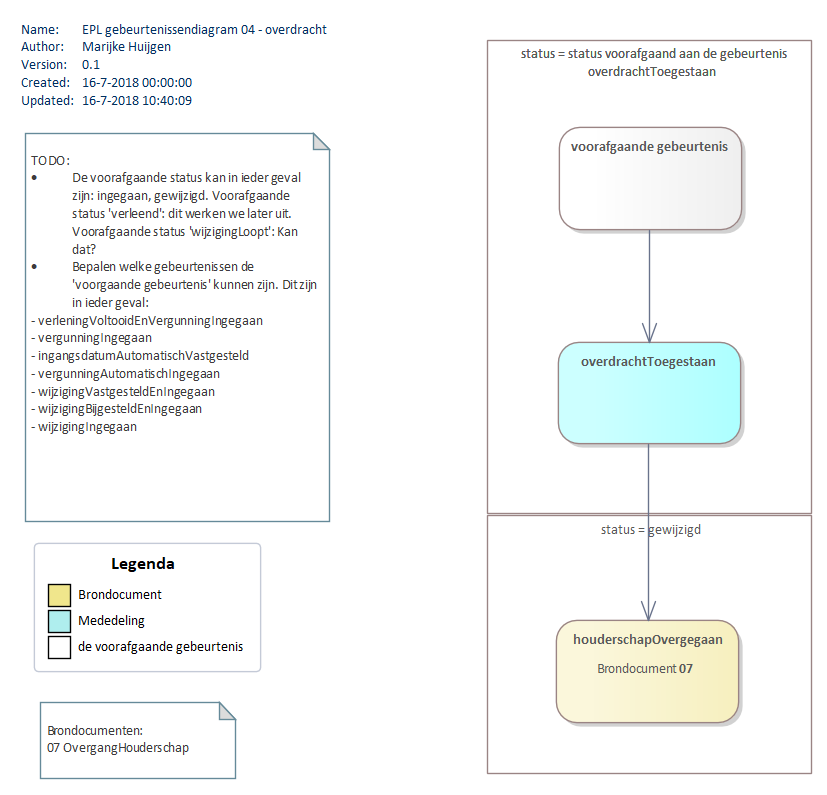 Name: EPL gebeurtenissendiagram 04 - overdracht
Author: Marijke Huijgen
Version: 0.1
Created: 16-7-2018 00:00:00
Updated: 16-7-2018 10:40:09
TODO:
• De voorafgaande status kan in ieder geval
zijn: ingegaan, gewijzigd. Voorafgaande
status 'verleend': dit werken we later uit.
Voorafgaande status 'wijzigingLoopt': Kan
dat?
• Bepalen welke gebeurtenissen de
'voorgaande gebeurtenis' kunnen zijn. Dit zijn
in ieder geval:
- verleningVoltooidEnVergunningIngegaan
- vergunningIngegaan
- ingangsdatumAutomatischVastgesteld
- vergunningAutomatischIngegaan
- wijzigingVastgesteldEnIngegaan
- wijzigingBijgesteldEnIngegaan
- wijzigingIngegaan
Legenda
Brondocument
Mededeling
de voorafgaande gebeurtenis
Brondocumenten:
07 OvergangHouderschap
status = status voorafgaand aan de gebeurtenis
overdrachtToegestaan
voorafgaande gebeurtenis
overdrachtToegestaan
status = gewijzigd
houderschapOvergegaan
Brondocument 07